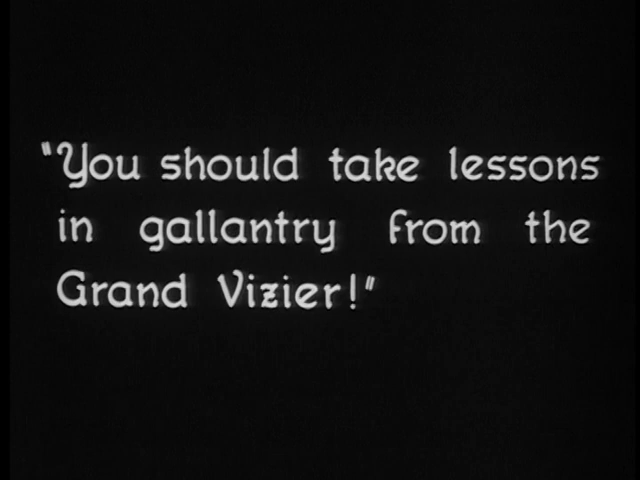 "You should take lessons
in gallantry from the
Grand Vizier!"